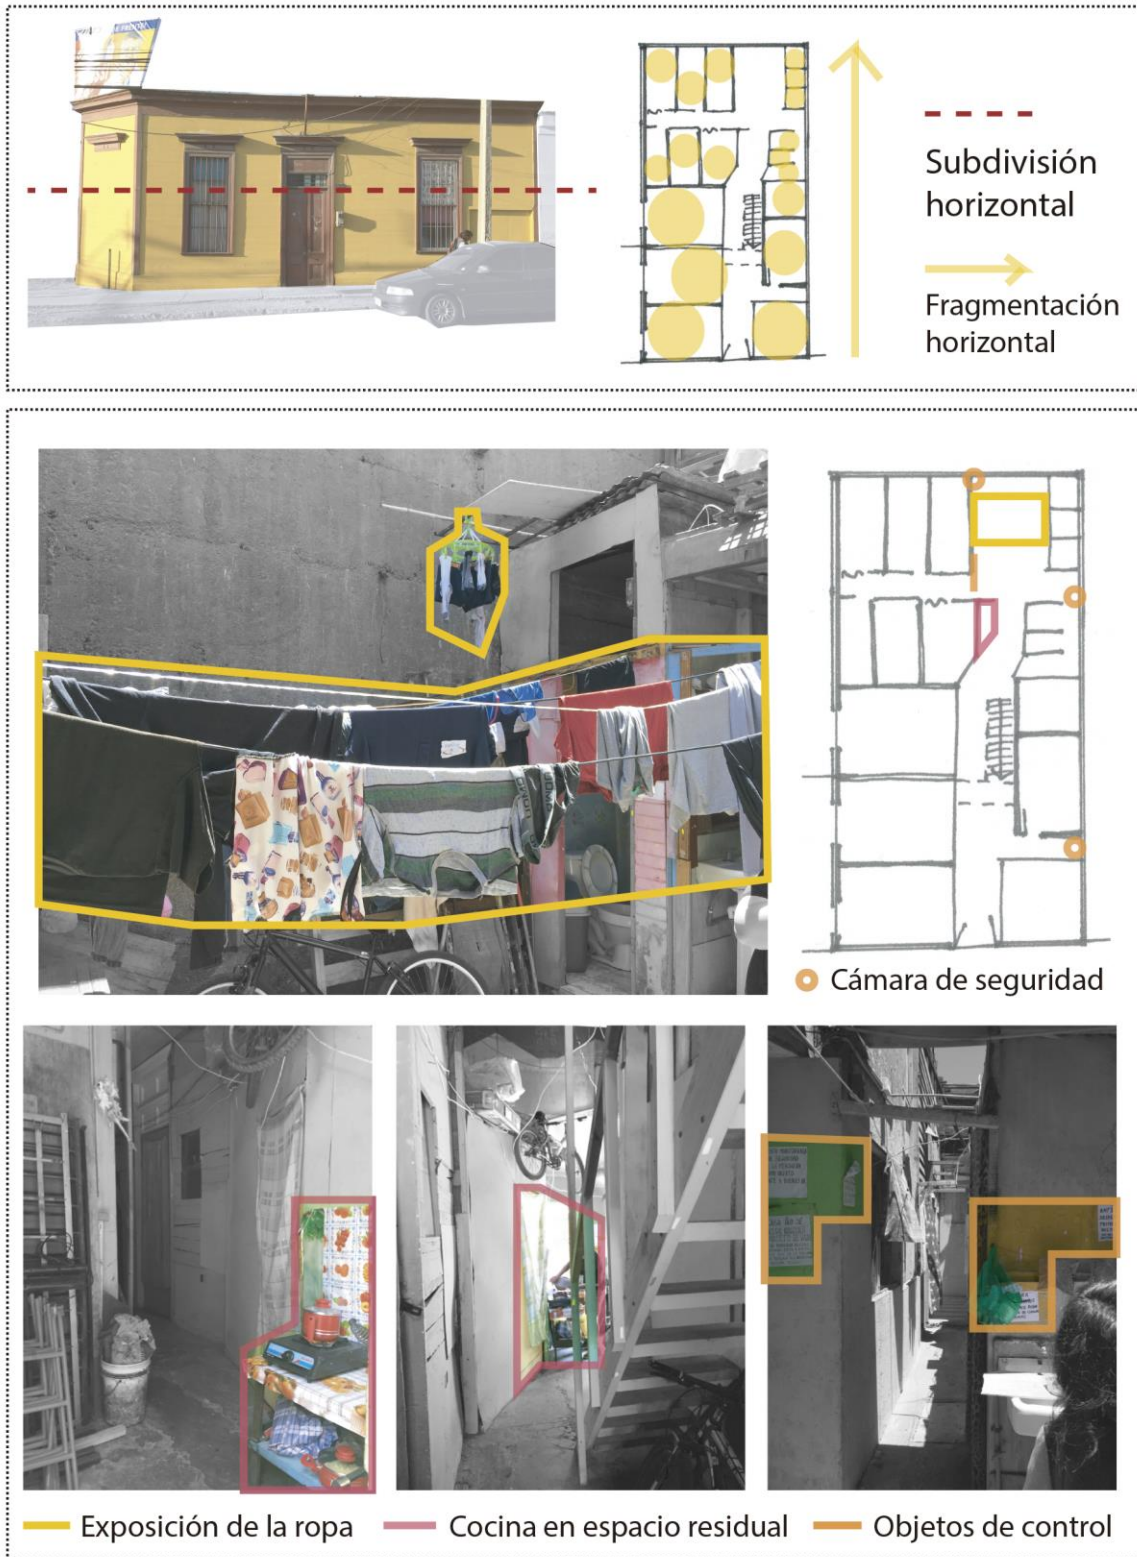 Subdivisión
horizontal
Fragmentación
horizontal
Cámara de seguridad
Exposición de la ropa
Cocina en espacio residual
Objetos de control